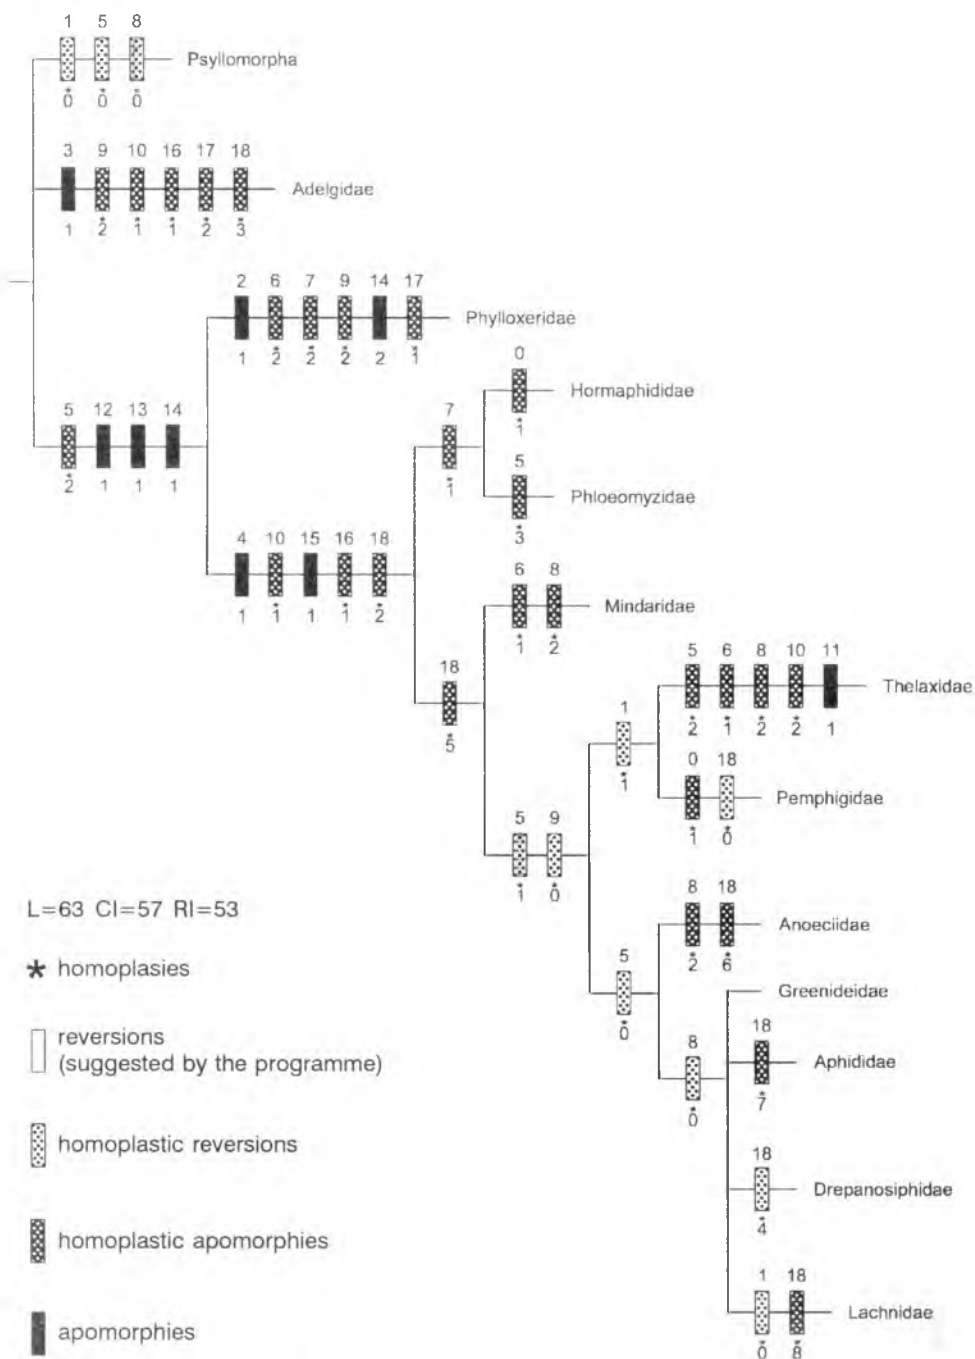 1 5 8
Psyllomorpha
* * *
0 0 0
3 9 10 16 17 18
Adelgidae
* * * * *
1 2 1 1 2 3
2 6 7 9 14 17
Phylloxeridae
* * * *
1 2 2 2 2 1
0
Hormaphididae
*
1
5 12 13 14
*
2 1 1 1
7
*
1
5
Phloeomyzidae
*
3
4 10 15 16 18
* * *
1 1 1 1 2
6 8
Mindaridae
* *
1 2
18
*
5
5 6 8 10 11
Thelaxidae
* * * *
2 1 2 2 1
1
*
1
0 18
Pemphigidae
* *
1 0
5 9
* *
1 0
8 18
Anoeciidae
* *
2 6
5
*
0
Greenideidae
8
*
0
18
Aphididae
*
7
18
Drepanosiphidae
*
4
1 18
Lachnidae
* *
0 8
L=63 CI=57 RI=53
* homoplasies
reversions
(suggested by the programme)
homoplastic reversions
homoplastic apomorphies
apomorphies